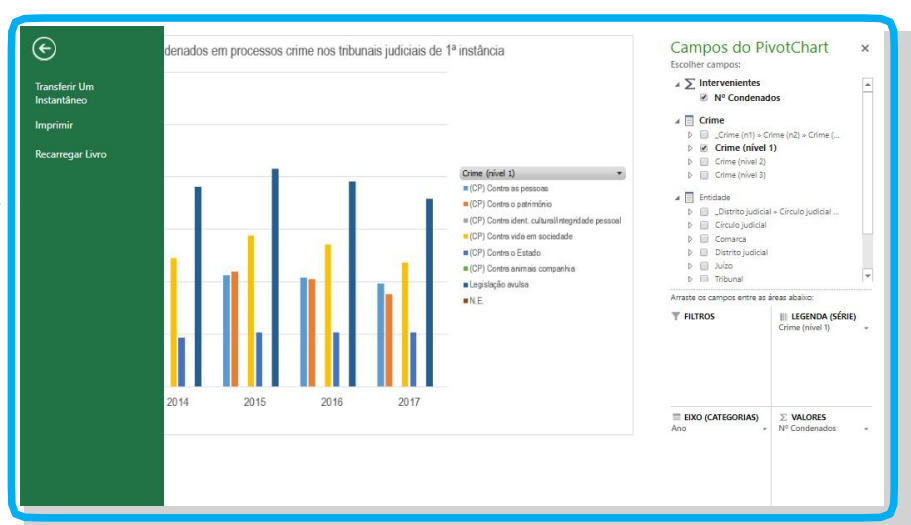 Transferir Um
Instantâneo
Imprimir
Recarregar Livro
denados em processos crime nos tribunais judiciais de 1ª instância
2014
2015
2016
2017
Crime (nível 1)
(CP) Contra as pessoas
(CP) Contra o património
(CP) Contra ident. cultural/integridade pessoal
(CP) Contra vida em sociedade
(CP) Contra o Estado
(CP) Contra animais companhia
Legislação avulsa
N.E.
Campos do PivotChart
Escolher campos:
Σ Intervenientes
Nº Condenados
Crime
_Crime (n1) » Crime (n2) » Crime (...
Crime (nível 1)
Crime (nível 2)
Crime (nível 3)
Entidade
_Distrito judicial » Círculo judicial ...
Círculo judicial
Comarca
Distrito judicial
Juízo
Tribunal
Arraste os campos entre as áreas abaixo:
FILTROS
LEGENDA (SÉRIE)
Crime (nível 1)
EIXO (CATEGORIAS)
Ano
Σ VALORES
Nº Condenados